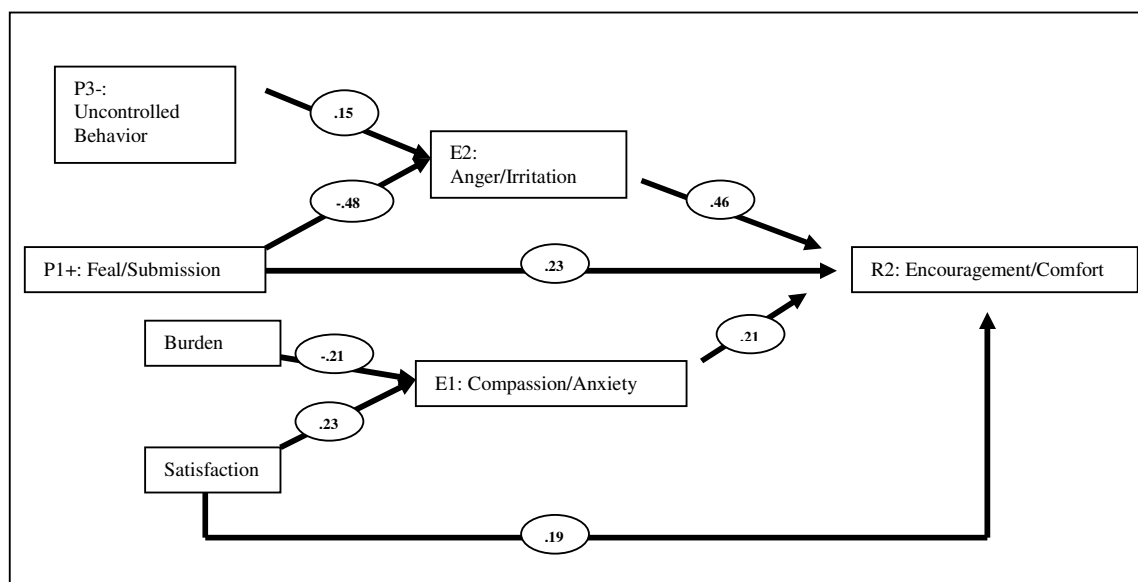 P3-:
Uncontrolled
Behavior
.15
E2:
Anger/Irritation
-.48
.46
P1+: Feal/Submission
.23
R2: Encouragement/Comfort
Burden
-.21
.21
E1: Compassion/Anxiety
.23
Satisfaction
.19